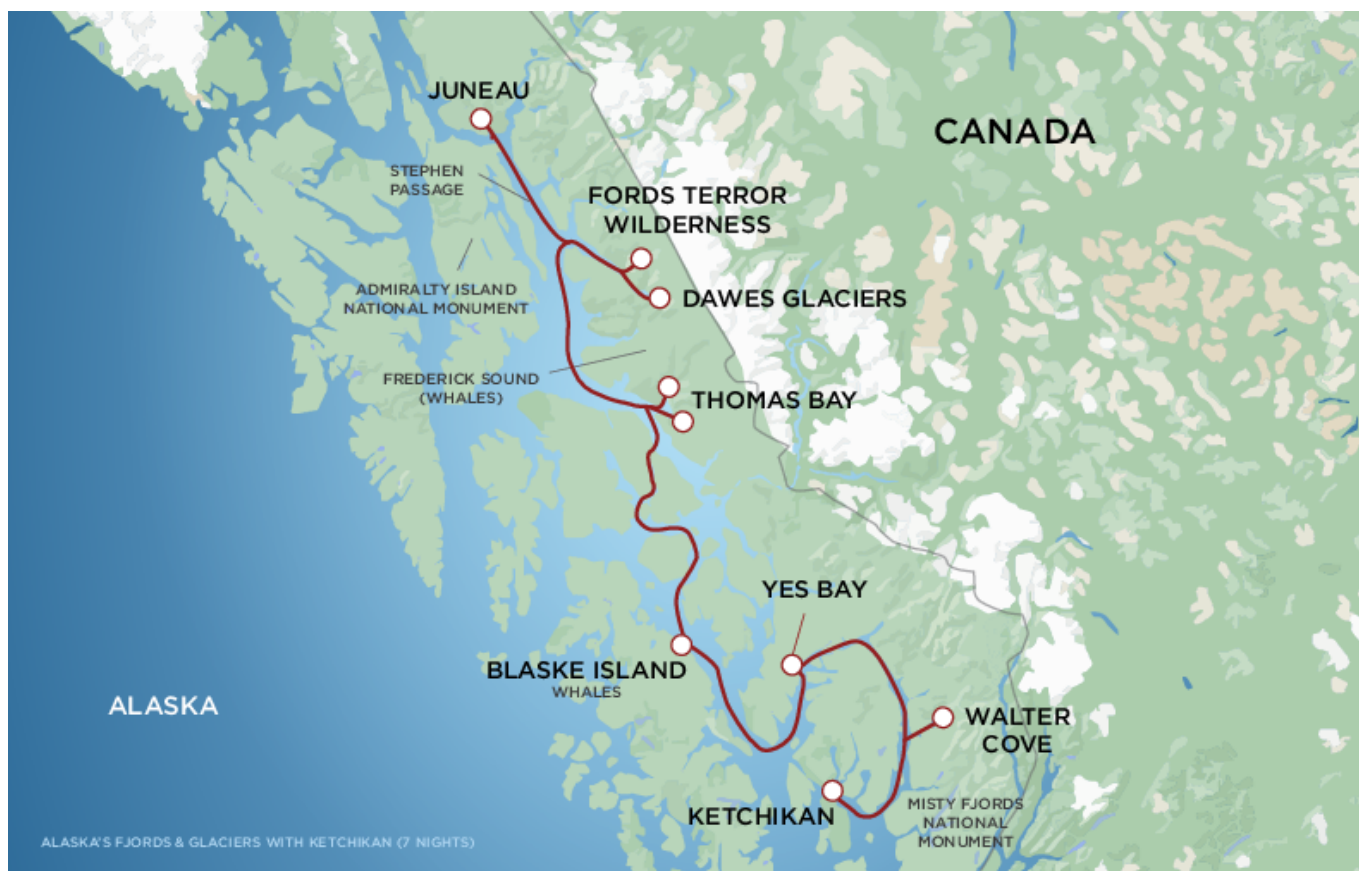 JUNEAU
CANADA
STEPHEN
PASSAGE
FORDS TERROR
WILDERNESS
ADMIRALTY ISLAND
NATIONAL MONUMENT
DAWES GLACIERS
FREDERICK SOUND
(WHALES)
THOMAS BAY
YES BAY
BLASKE ISLAND
WHALES
ALASKA
WALTER
COVE
KETCHIKAN
MISTY FJORDS
NATIONAL
MONUMENT
ALASKA'S FJORDS & GLACIERS WITH KETCHIKAN (7 NIGHTS)